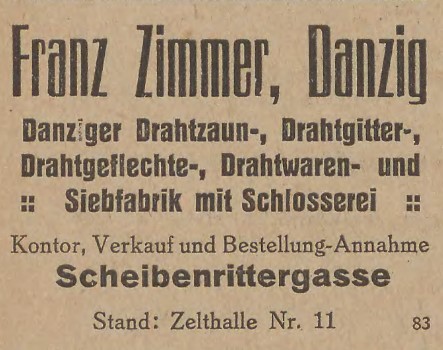 Franz Zimmer, Danzig
Danziger Drahtzaun-, Drahtgitter-,
Drahtgeflechte-, Drahtwaren- und
:: Siebfabrik mit Schlosserei ::
Kontor, Verkauf und Bestellung-Annahme
Scheibenrittergasse
Stand: Zelthalle Nr. 11 83